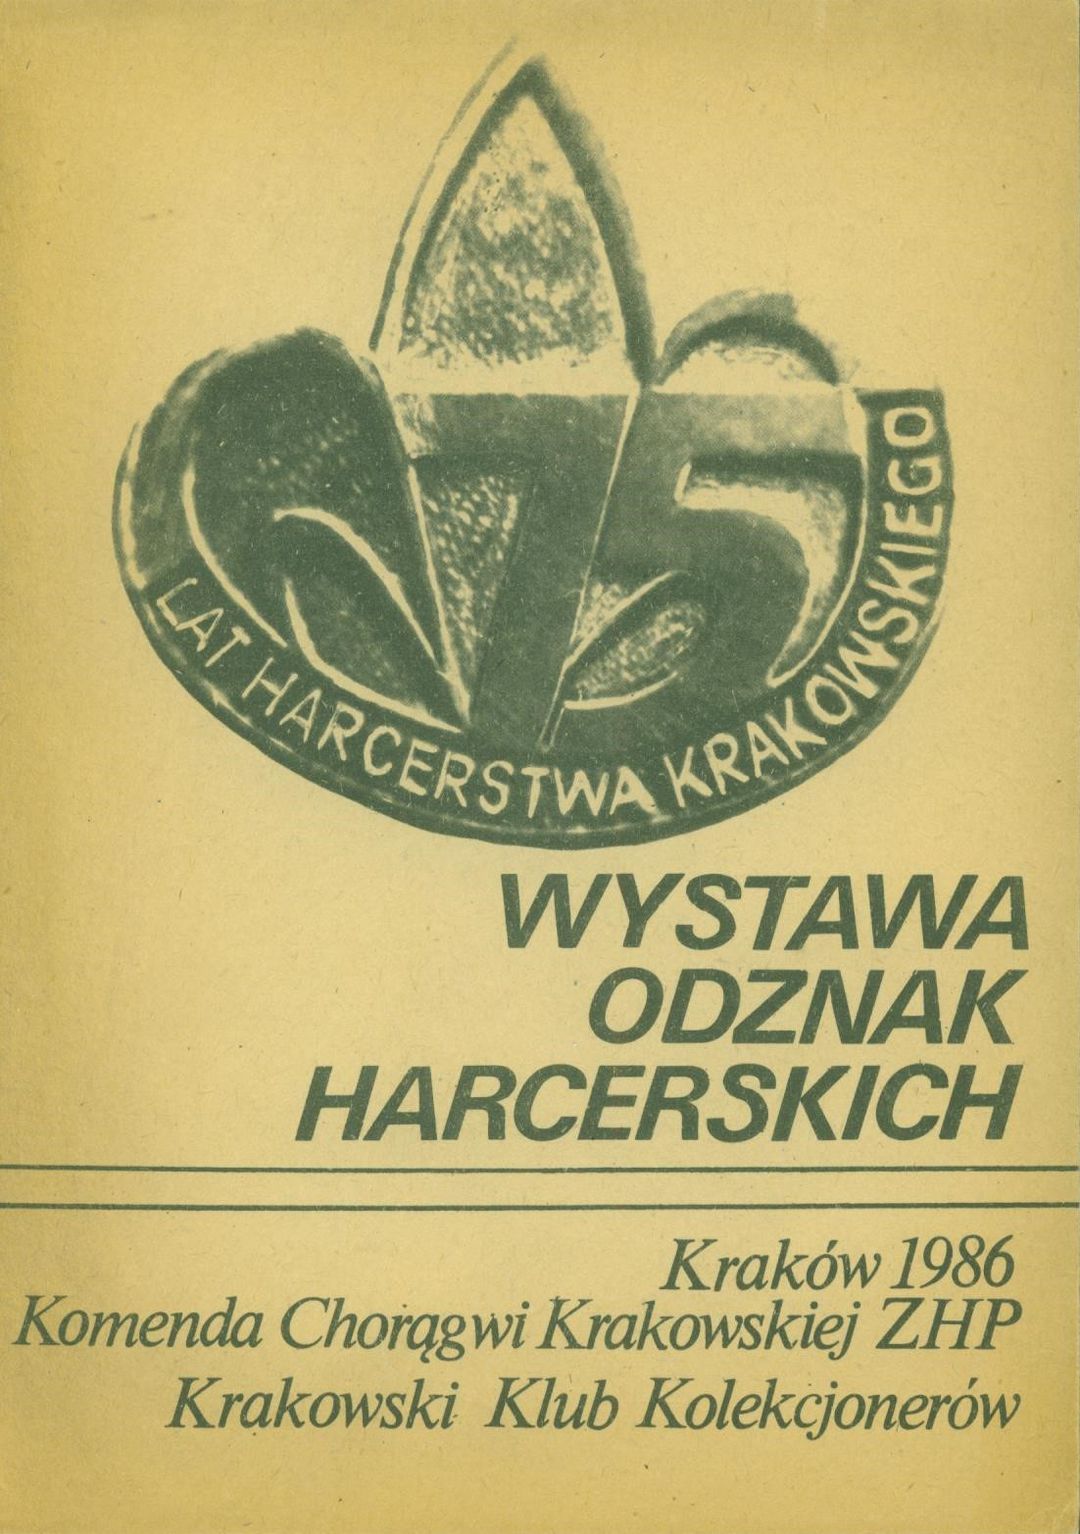 75
LAT HARCERSTWA KRAKOWSKIEGO
WYSTAWA
ODZNAK
HARCERSKICH
Kraków 1986
Komenda Chorągwi Krakowskiej ZHP
Krakowski Klub Kolekcjonerów